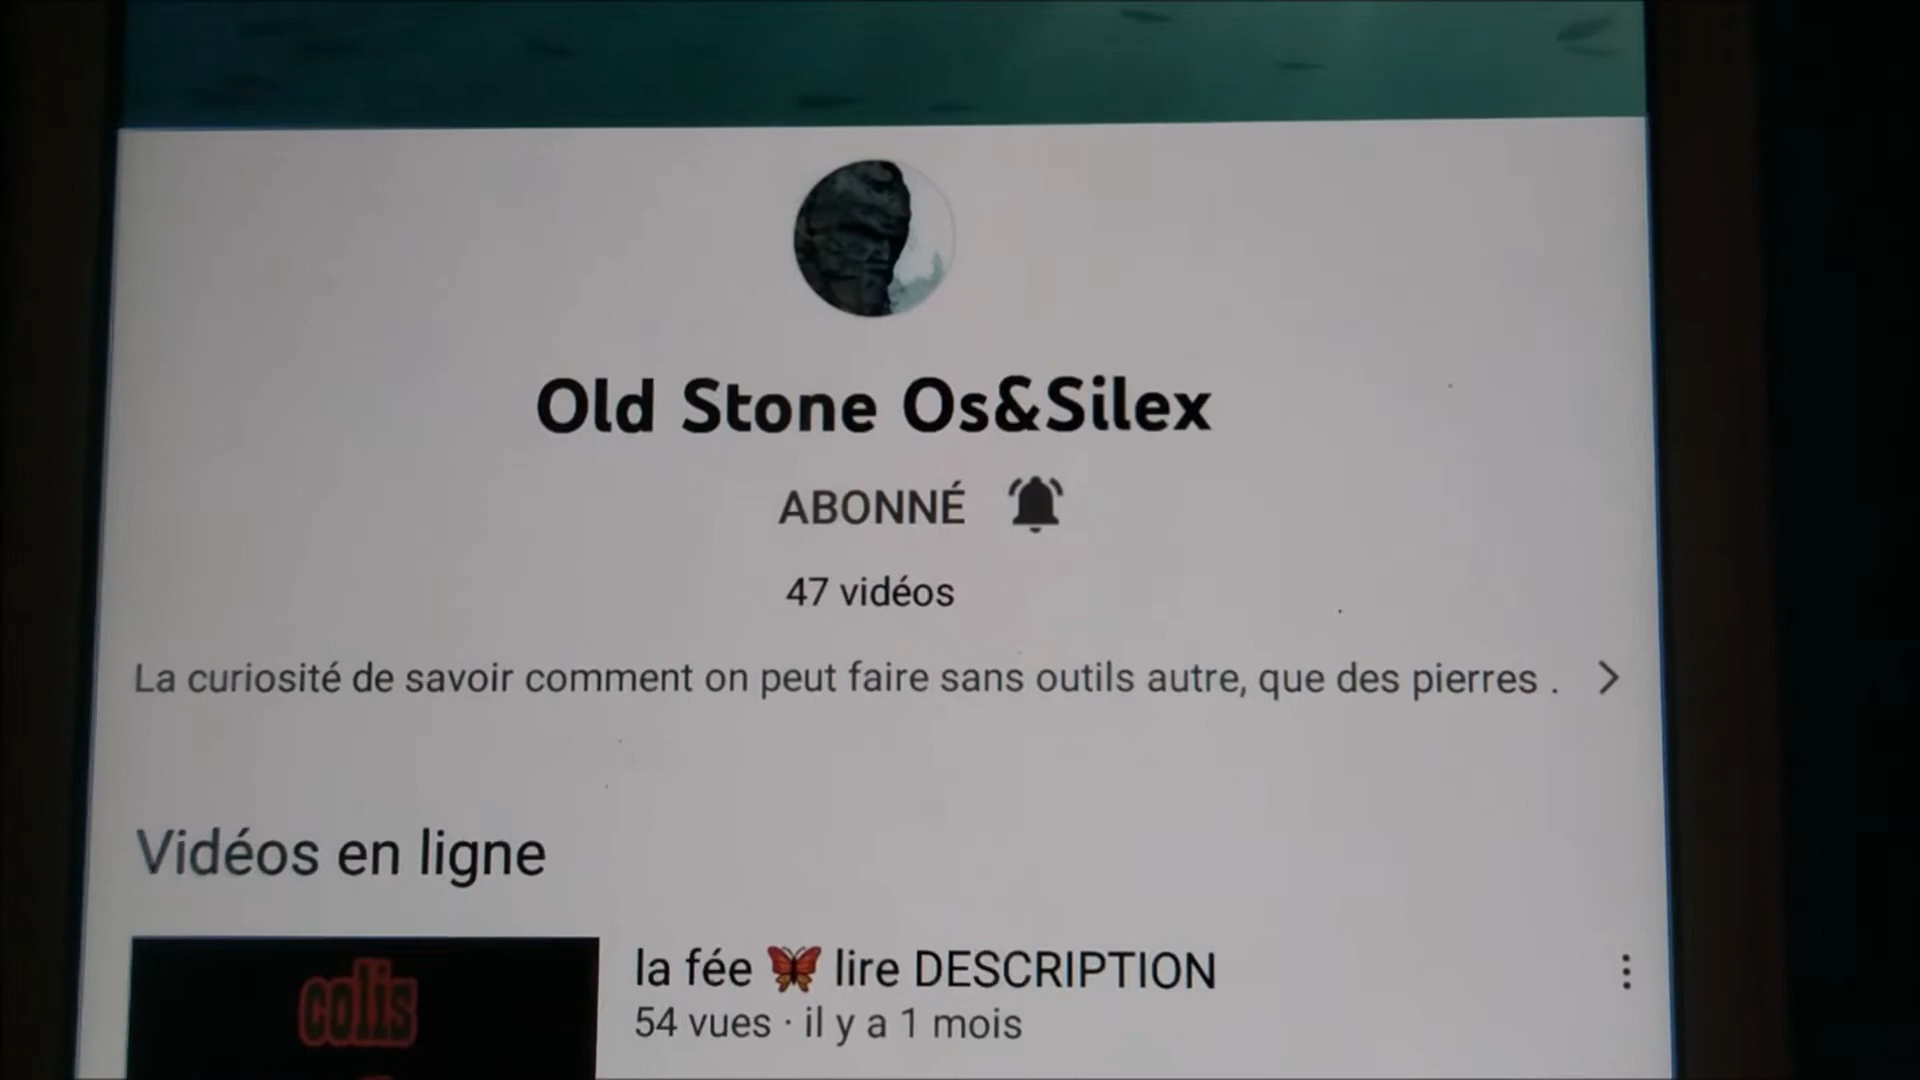 Old Stone Os&Silex
ABONNÉ
47 vidéos
La curiosité de savoir comment on peut faire sans outils autre, que des pierres .
Vidéos en ligne
colis
la fée 🦋 lire DESCRIPTION
54 vues · il y a 1 mois